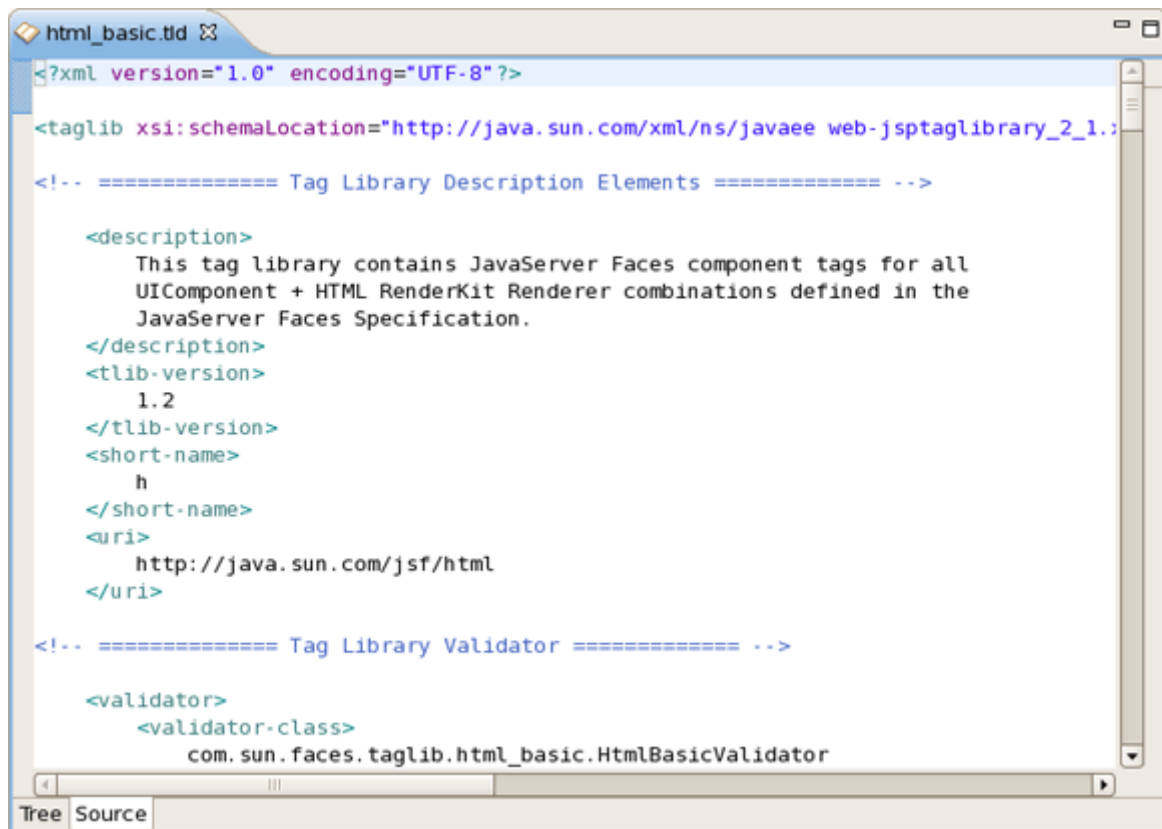 html_basic.tld
<?xml version="1.0" encoding="UTF-8"?>
<taglib xsi:schemaLocation="http://java.sun.com/xml/ns/javaee web-jsptaglibrary_2_1.
<!-- ============== Tag Library Description Elements ============= -->
<description>
This tag library contains JavaServer Faces component tags for all
UIComponent + HTML RenderKit Renderer combinations defined in the
JavaServer Faces Specification.
</description>
<tlib-version>
1.2
</tlib-version>
<short-name>
h
</short-name>
<uri>
http://java.sun.com/jsf/html
</uri>
<!-- ============== Tag Library Validator ============= -->
<validator>
<validator-class>
com.sun.faces.taglib.html_basic.HtmlBasicValidator
Tree Source